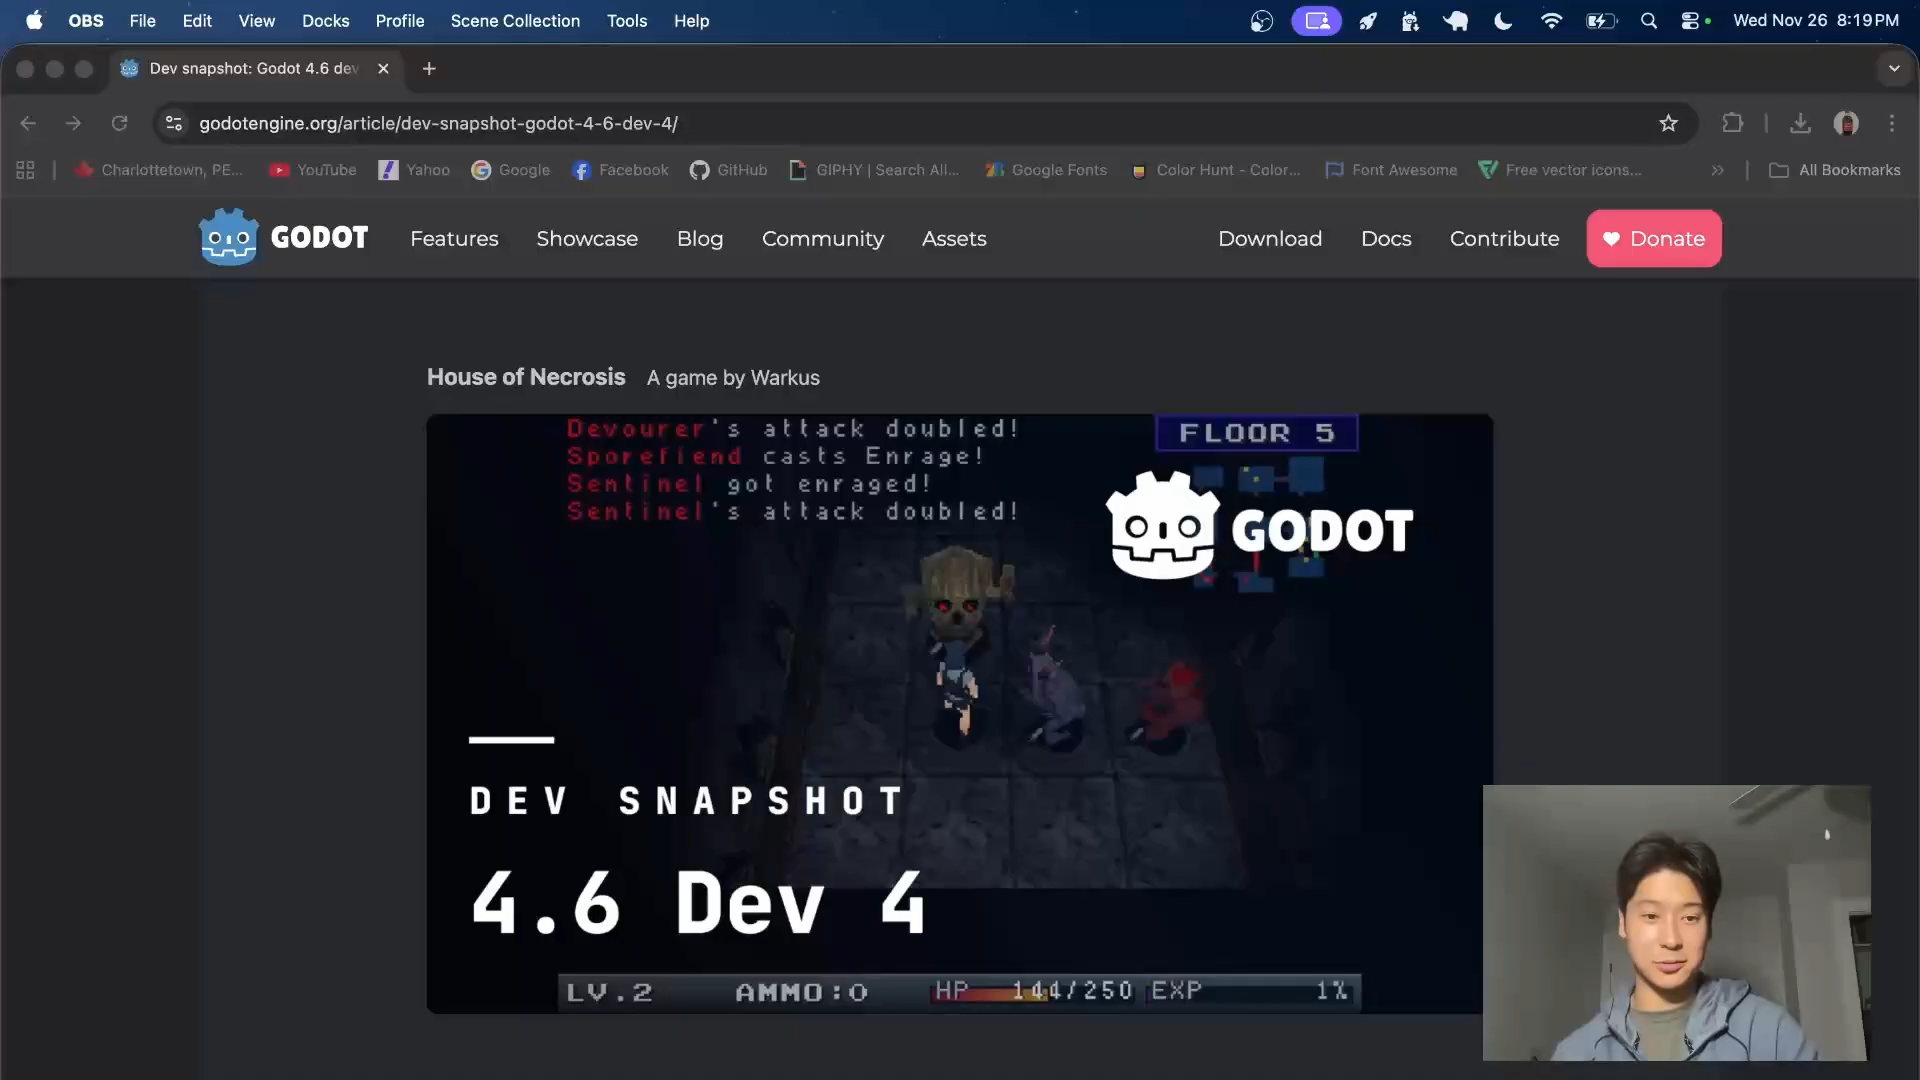 OBS File Edit View Docks Profile Scene Collection Tools Help Wed Nov 26 8:19 PM
Dev snapshot: Godot 4.6 dev
godotengine.org/article/dev-snapshot-godot-4-6-dev-4/
Charlottetown, PE... YouTube Yahoo Google Facebook GitHub GIPHY | Search All... Google Fonts Color Hunt - Color... Font Awesome Free vector icons... All Bookmarks
GODOT Features Showcase Blog Community Assets Download Docs Contribute Donate
House of Necrosis A game by Warkus
Devourer's attack doubled!
Sporefiend casts Enrage!
Sentinel got enraged!
Sentinel's attack doubled!
FLOOR 5
GODOT
DEV SNAPSHOT
4.6 Dev 4
LV.2 AMMO:0 HP 144/250 EXP 1%